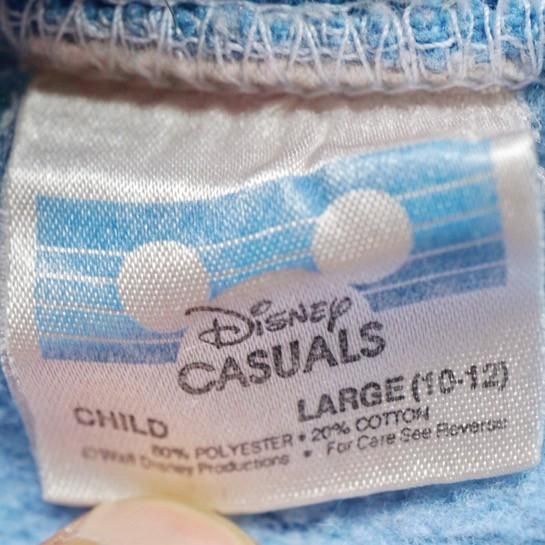 DISNEY
CASUALS
CHILD LARGE (10-12)
80% POLYESTER • 20% COTTON
© Walt Disney Productions • For Care See Reverse